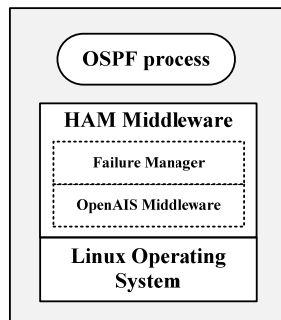 OSPF process
HAM Middleware
Failure Manager
OpenAIS Middleware
Linux Operating
System